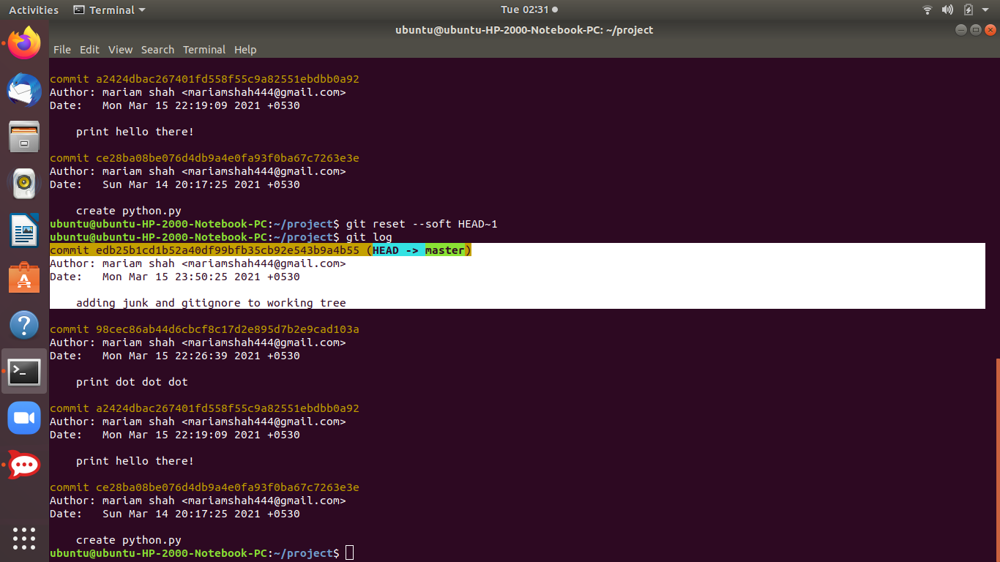 Activities Terminal Tue 02:31
ubuntu@ubuntu-HP-2000-Notebook-PC: ~/project
File Edit View Search Terminal Help
commit a2424dbac267401fd558f55c9a82551ebdbb0a92
Author: mariam shah <mariamshah444@gmail.com>
Date:   Mon Mar 15 22:19:09 2021 +0530
    print hello there!
commit ce28ba08be076d4db9a4e0fa93f0ba67c7263e3e
Author: mariam shah <mariamshah444@gmail.com>
Date:   Sun Mar 14 20:17:25 2021 +0530
    create python.py
ubuntu@ubuntu-HP-2000-Notebook-PC:~/project$ git reset --soft HEAD~1
ubuntu@ubuntu-HP-2000-Notebook-PC:~/project$ git log
commit edb25b1cd1b52a40df99bfb35cb92e543b9a4b55 (HEAD -> master)
Author: mariam shah <mariamshah444@gmail.com>
Date:   Mon Mar 15 23:50:25 2021 +0530
    adding junk and gitignore to working tree
commit 98cec86ab44d6cbcf8c17d2e895d7b2e9cad103a
Author: mariam shah <mariamshah444@gmail.com>
Date:   Mon Mar 15 22:26:39 2021 +0530
    print dot dot dot
commit a2424dbac267401fd558f55c9a82551ebdbb0a92
Author: mariam shah <mariamshah444@gmail.com>
Date:   Mon Mar 15 22:19:09 2021 +0530
    print hello there!
commit ce28ba08be076d4db9a4e0fa93f0ba67c7263e3e
Author: mariam shah <mariamshah444@gmail.com>
Date:   Sun Mar 14 20:17:25 2021 +0530
    create python.py
ubuntu@ubuntu-HP-2000-Notebook-PC:~/project$